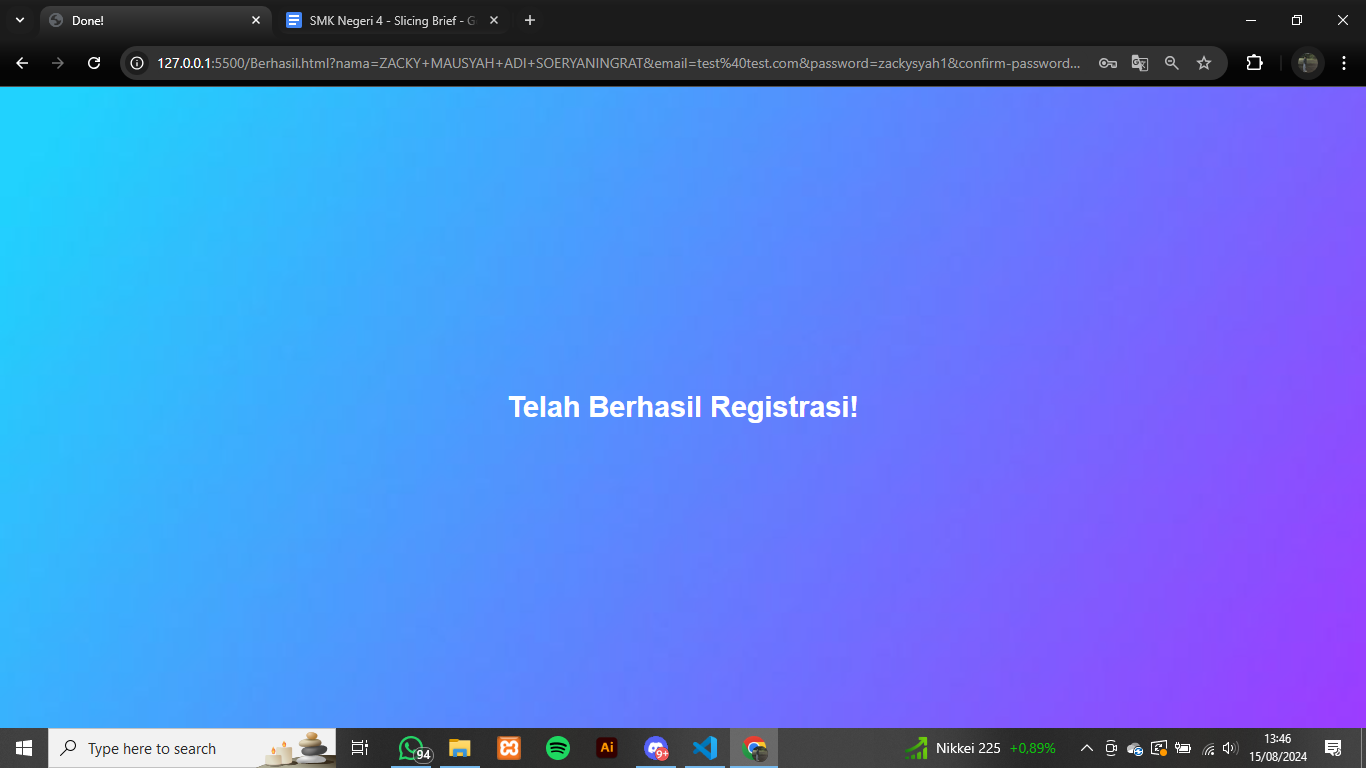 Done!
SMK Negeri 4 - Slicing Brief - G
127.0.0.1:5500/Berhasil.html?nama=ZACKY+MAUSYAH+ADI+SOERYANINGRAT&email=test%40test.com&password=zackysyah1&confirm-password...
Telah Berhasil Registrasi!
Type here to search
94
Ai
9+
Nikkei 225 +0,89%
13:46
15/08/2024